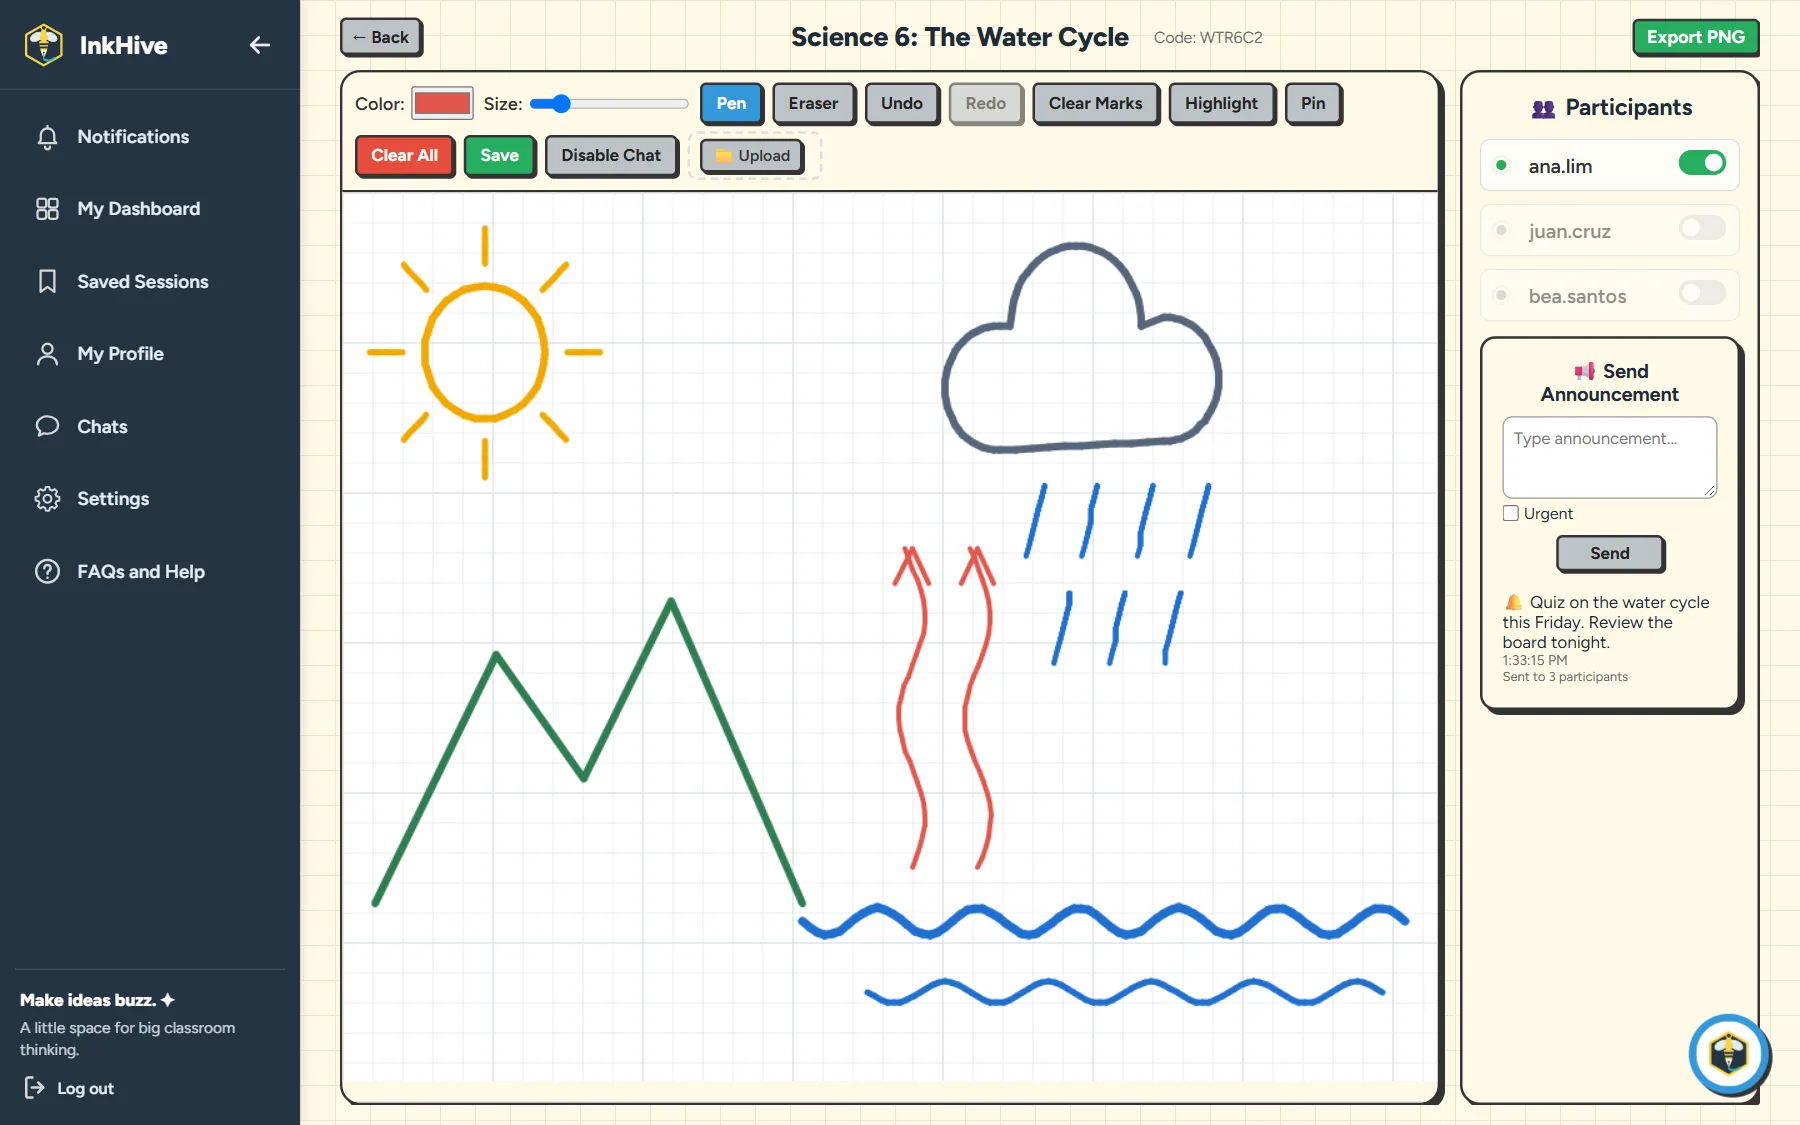 InkHive
Notifications
My Dashboard
Saved Sessions
My Profile
Chats
Settings
FAQs and Help
Make ideas buzz. ✦
A little space for big classroom
thinking.
Log out
← Back
Science 6: The Water Cycle
Code: WTR6C2
Export PNG
Color:
Size:
Pen
Eraser
Undo
Redo
Clear Marks
Highlight
Pin
Clear All
Save
Disable Chat
Upload
Participants
ana.lim
juan.cruz
bea.santos
Send
Announcement
Type announcement...
Urgent
Send
Quiz on the water cycle
this Friday. Review the
board tonight.
1:33:15 PM
Sent to 3 participants